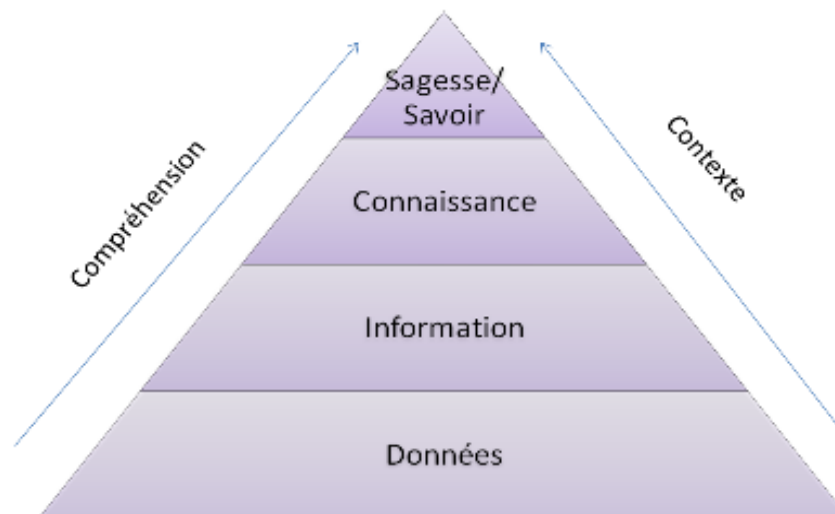 Sagesse/
Savoir
Compréhension
Contexte
Connaissance
Information
Données